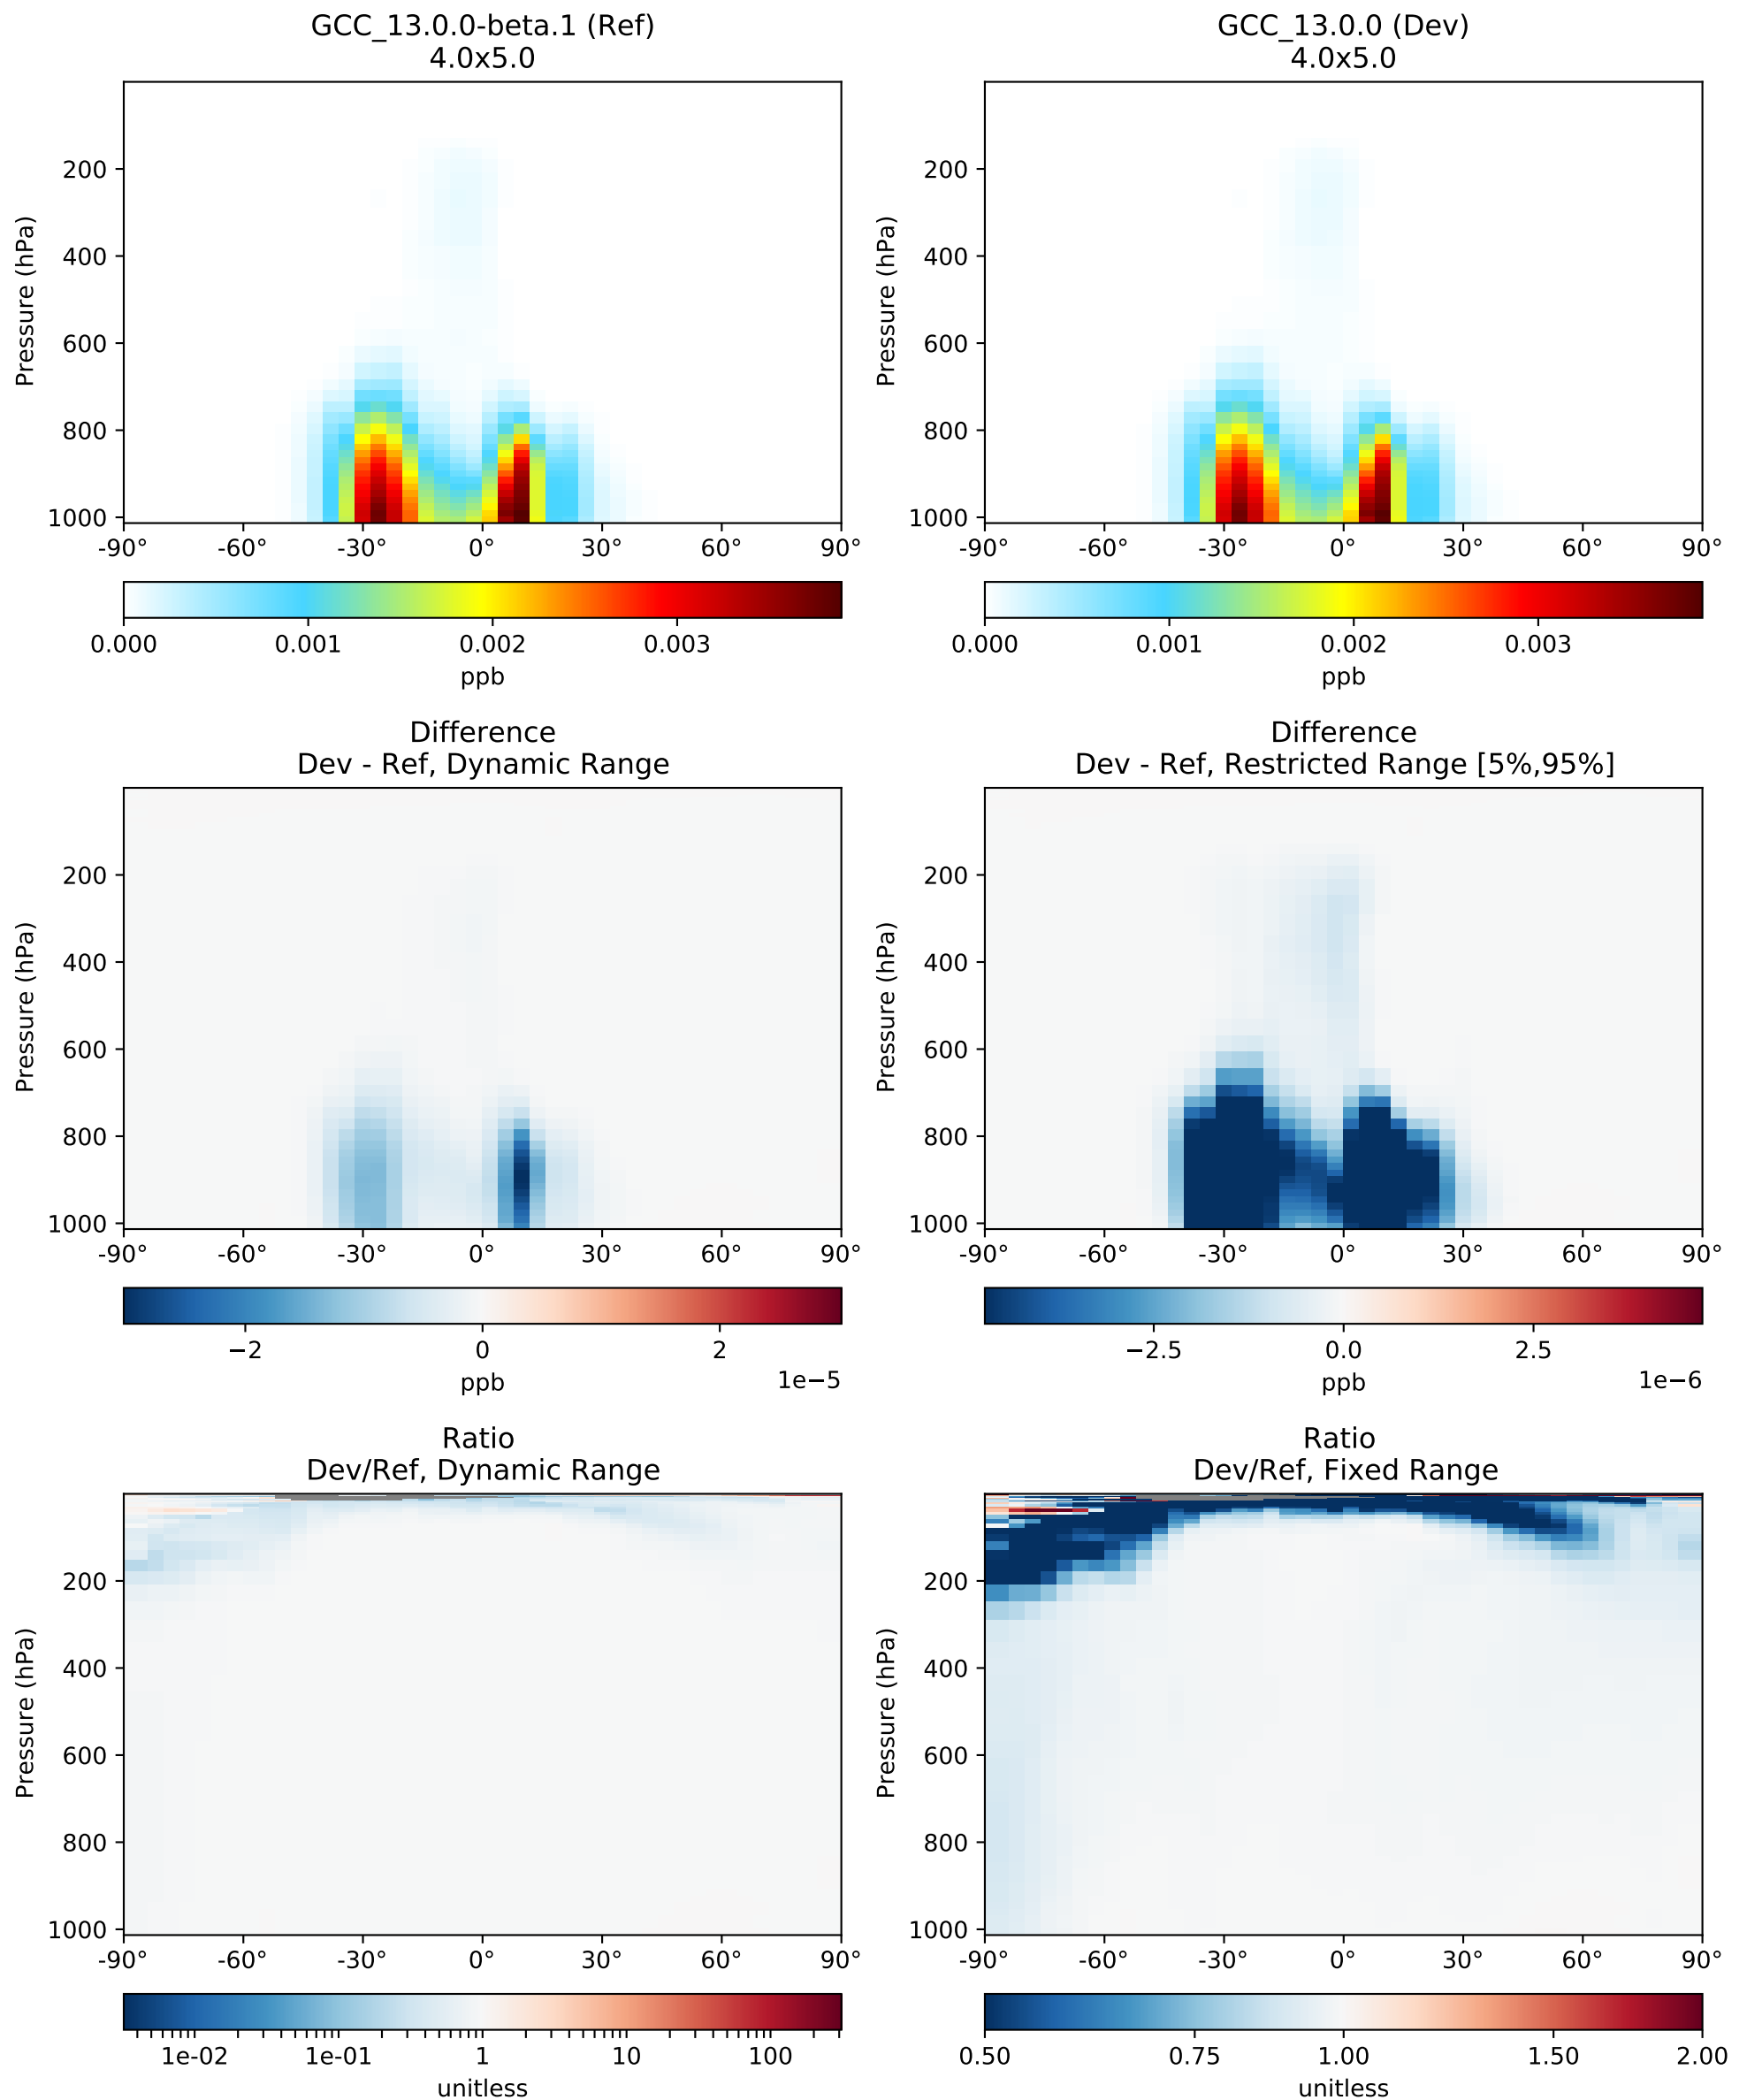 GCC_13.0.0-beta.1 (Ref)
4.0x5.0
Pressure (hPa)
200
400
600
800
1000
-90° -60° -30° 0° 30° 60° 90°
0.000 0.001 0.002 0.003
ppb
GCC_13.0.0 (Dev)
4.0x5.0
Pressure (hPa)
200
400
600
800
1000
-90° -60° -30° 0° 30° 60° 90°
0.000 0.001 0.002 0.003
ppb
Difference
Dev - Ref, Dynamic Range
Pressure (hPa)
200
400
600
800
1000
-90° -60° -30° 0° 30° 60° 90°
−2 0 2
ppb 1e−5
Difference
Dev - Ref, Restricted Range [5%,95%]
Pressure (hPa)
200
400
600
800
1000
-90° -60° -30° 0° 30° 60° 90°
−2.5 0.0 2.5
ppb 1e−6
Ratio
Dev/Ref, Dynamic Range
Pressure (hPa)
200
400
600
800
1000
-90° -60° -30° 0° 30° 60° 90°
1e-02 1e-01 1 10 100
unitless
Ratio
Dev/Ref, Fixed Range
Pressure (hPa)
200
400
600
800
1000
-90° -60° -30° 0° 30° 60° 90°
0.50 0.75 1.00 1.50 2.00
unitless